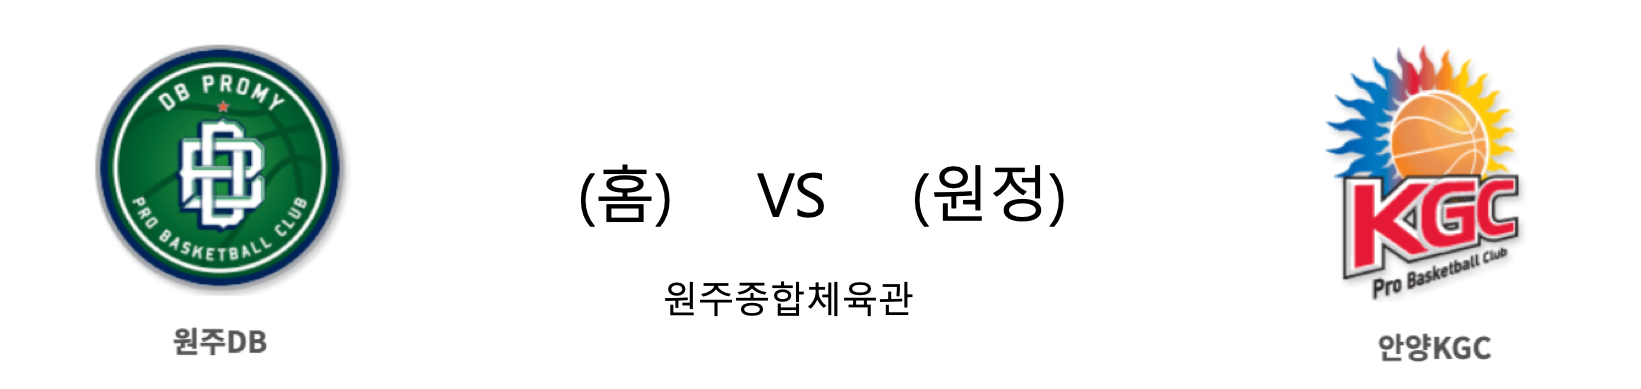 DB PROMY
DB
PRO BASKETBALL CLUB
원주DB
(홈) VS (원정)
원주종합체육관
KGC
Pro Basketball Club
안양KGC